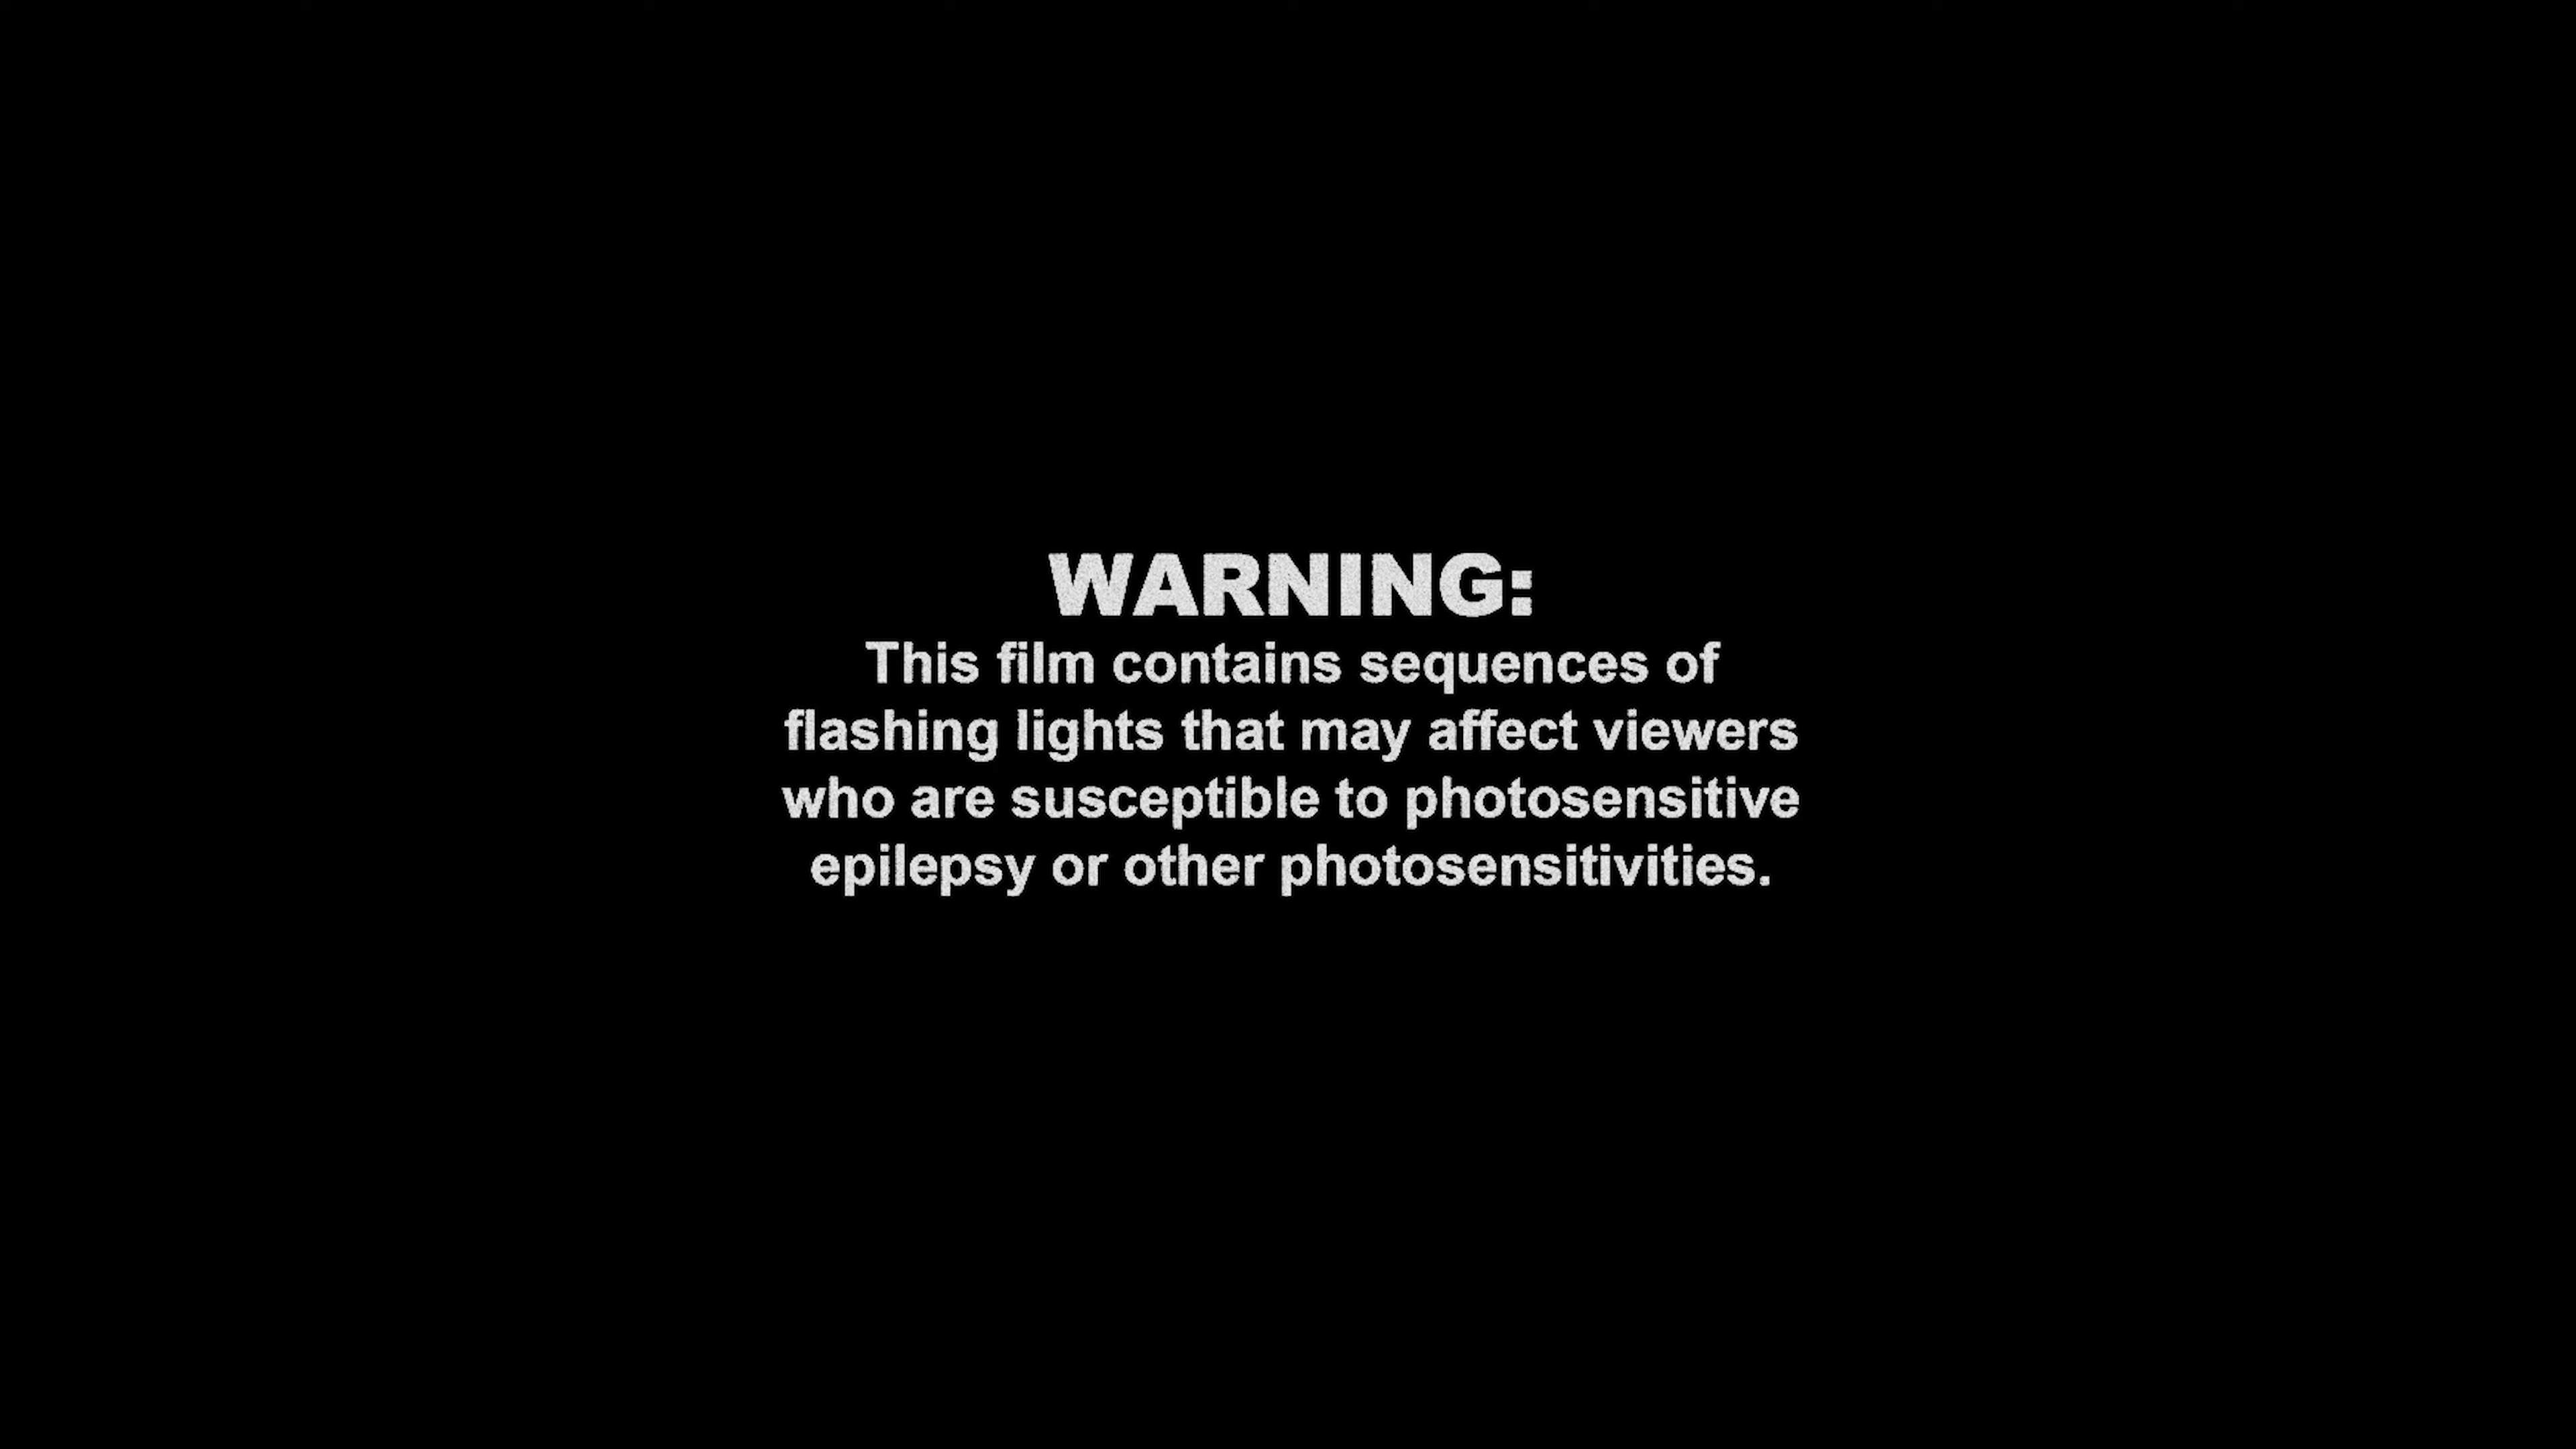 WARNING:
This film contains sequences of
flashing lights that may affect viewers
who are susceptible to photosensitive
epilepsy or other photosensitivities.